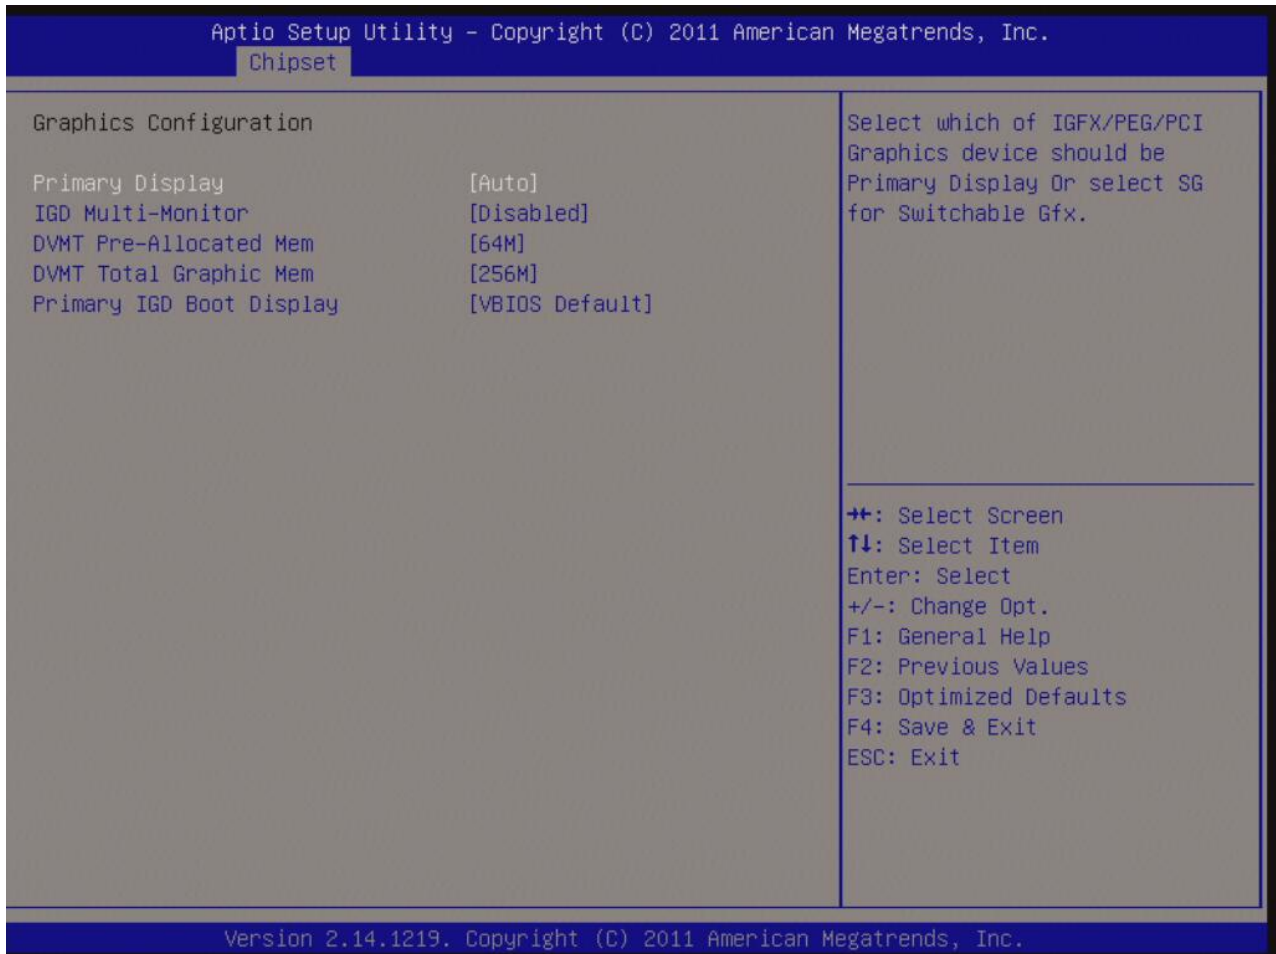 Aptio Setup Utility – Copyright (C) 2011 American Megatrends, Inc.
Chipset
Graphics Configuration
Primary Display [Auto]
IGD Multi-Monitor [Disabled]
DVMT Pre-Allocated Mem [64M]
DVMT Total Graphic Mem [256M]
Primary IGD Boot Display [VBIOS Default]
Select which of IGFX/PEG/PCI
Graphics device should be
Primary Display Or select SG
for Switchable Gfx.
→←: Select Screen
↑↓: Select Item
Enter: Select
+/-: Change Opt.
F1: General Help
F2: Previous Values
F3: Optimized Defaults
F4: Save & Exit
ESC: Exit
Version 2.14.1219. Copyright (C) 2011 American Megatrends, Inc.